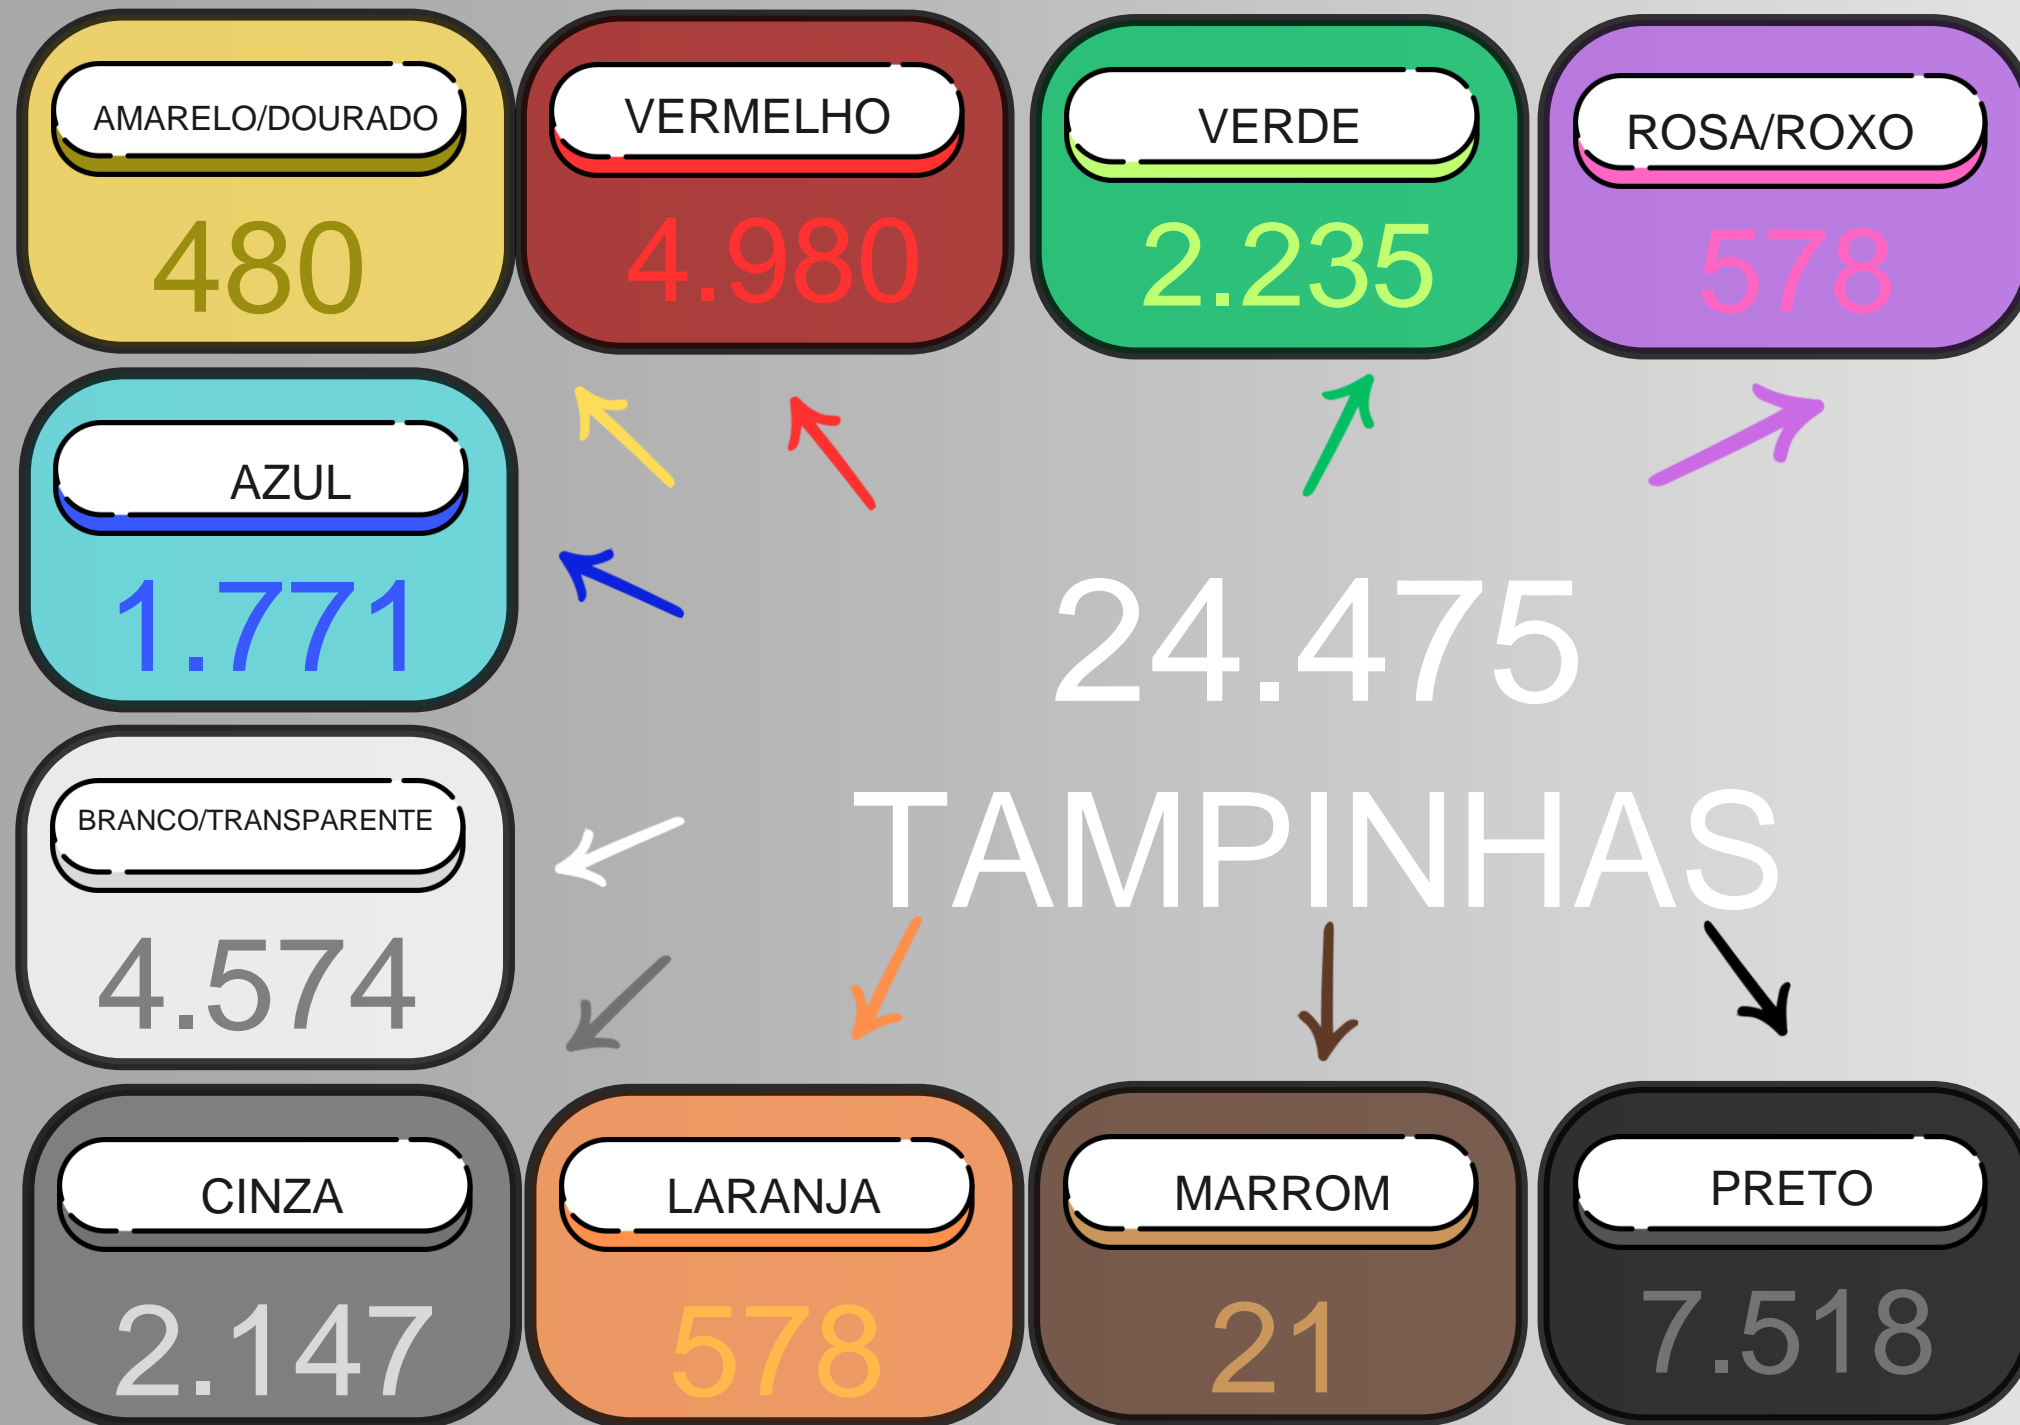 AMARELO/DOURADO
480
VERMELHO
4.980
VERDE
2.235
ROSA/ROXO
578
AZUL
1.771
24.475
TAMPINHAS
BRANCO/TRANSPARENTE
4.574
CINZA
2.147
LARANJA
578
MARROM
21
PRETO
7.518